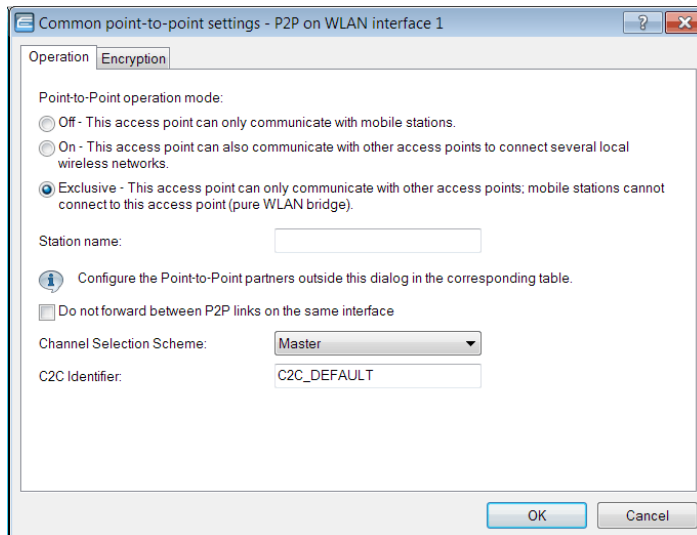 Common point-to-point settings - P2P on WLAN interface 1
Operation
Encryption
Point-to-Point operation mode:
Off - This access point can only communicate with mobile stations.
On - This access point can also communicate with other access points to connect several local
wireless networks.
Exclusive - This access point can only communicate with other access points; mobile stations cannot
connect to this access point (pure WLAN bridge).
Station name:
Configure the Point-to-Point partners outside this dialog in the corresponding table.
Do not forward between P2P links on the same interface
Channel Selection Scheme:
Master
C2C Identifier:
C2C_DEFAULT
OK
Cancel